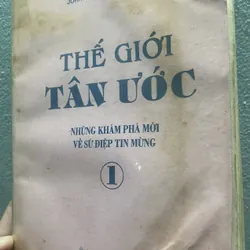 THẾ GIỚI
TÂN ƯỚC
NHỮNG KHÁM PHÁ MỚI
VỀ SỨ ĐIỆP TIN MỪNG
1